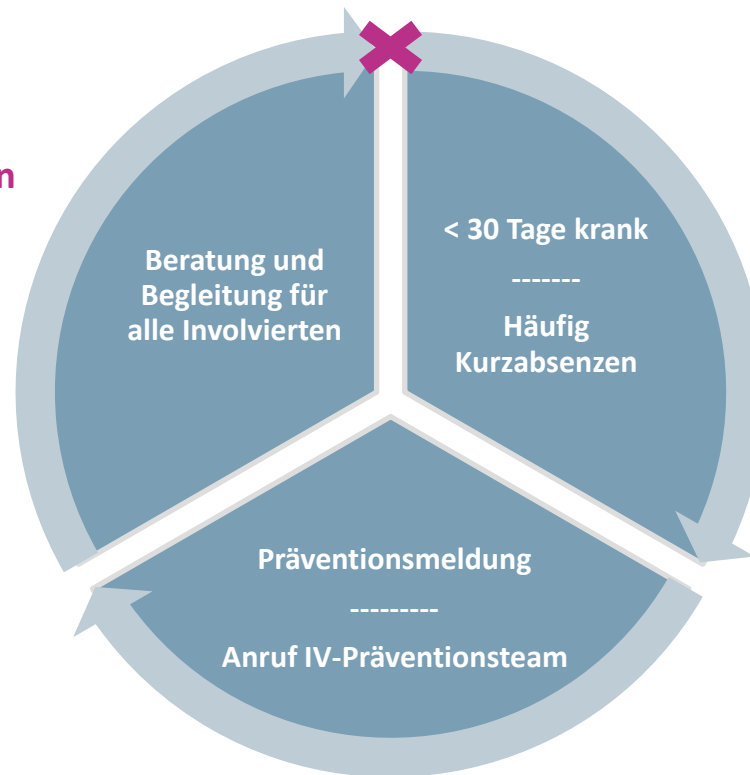 n
Beratung und
Begleitung für
alle Involvierten
< 30 Tage krank
-------
Häufig
Kurzabsenzen
Präventionsmeldung
---------
Anruf IV-Präventionsteam